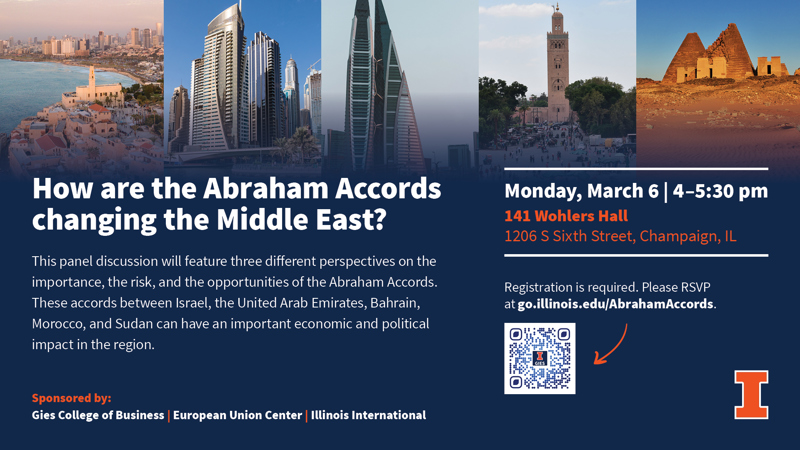 How are the Abraham Accords
changing the Middle East?
This panel discussion will feature three different perspectives on the
importance, the risk, and the opportunities of the Abraham Accords.
These accords between Israel, the United Arab Emirates, Bahrain,
Morocco, and Sudan can have an important economic and political
impact in the region.
Sponsored by:
Gies College of Business | European Union Center | Illinois International
Monday, March 6 | 4–5:30 pm
141 Wohlers Hall
1206 S Sixth Street, Champaign, IL
Registration is required. Please RSVP
at go.illinois.edu/AbrahamAccords.
I
GIES
I